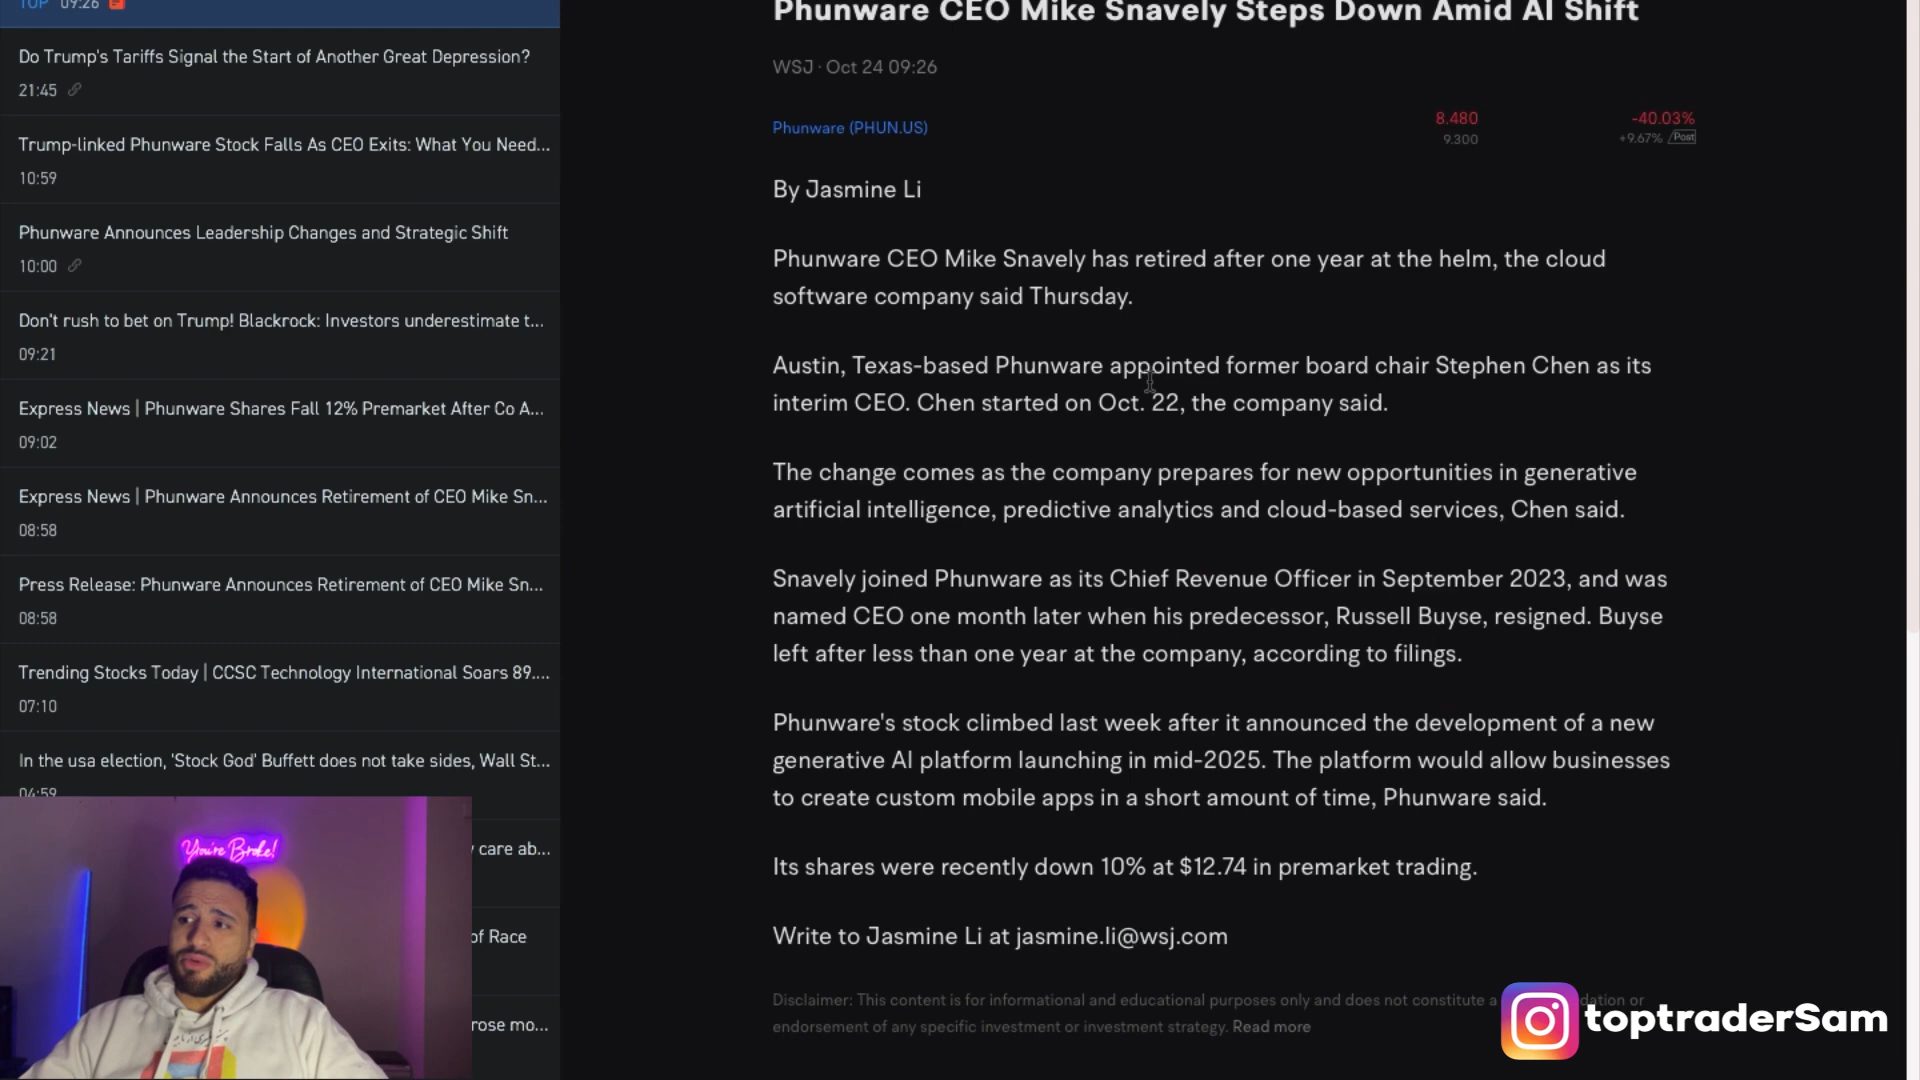 TOP 09:26
Do Trump's Tariffs Signal the Start of Another Great Depression?
21:45
Trump-linked Phunware Stock Falls As CEO Exits: What You Need...
10:59
Phunware Announces Leadership Changes and Strategic Shift
10:00
Don't rush to bet on Trump! Blackrock: Investors underestimate t...
09:21
Express News | Phunware Shares Fall 12% Premarket After Co A...
09:02
Express News | Phunware Announces Retirement of CEO Mike Sn...
08:58
Press Release: Phunware Announces Retirement of CEO Mike Sn...
08:58
Trending Stocks Today | CCSC Technology International Soars 89....
07:10
In the usa election, 'Stock God' Buffett does not take sides, Wall St...
04:59
care ab...
of Race
rose mo...
You're Broke!
Phunware CEO Mike Snavely Steps Down Amid AI Shift
WSJ · Oct 24 09:26
Phunware (PHUN.US)
8.480
-40.03%
9.300
+9.67% Post
By Jasmine Li
Phunware CEO Mike Snavely has retired after one year at the helm, the cloud
software company said Thursday.
Austin, Texas-based Phunware appointed former board chair Stephen Chen as its
interim CEO. Chen started on Oct. 22, the company said.
The change comes as the company prepares for new opportunities in generative
artificial intelligence, predictive analytics and cloud-based services, Chen said.
Snavely joined Phunware as its Chief Revenue Officer in September 2023, and was
named CEO one month later when his predecessor, Russell Buyse, resigned. Buyse
left after less than one year at the company, according to filings.
Phunware's stock climbed last week after it announced the development of a new
generative AI platform launching in mid-2025. The platform would allow businesses
to create custom mobile apps in a short amount of time, Phunware said.
Its shares were recently down 10% at $12.74 in premarket trading.
Write to Jasmine Li at jasmine.li@wsj.com
Disclaimer: This content is for informational and educational purposes only and does not constitute a dation or
endorsement of any specific investment or investment strategy. Read more
toptraderSam